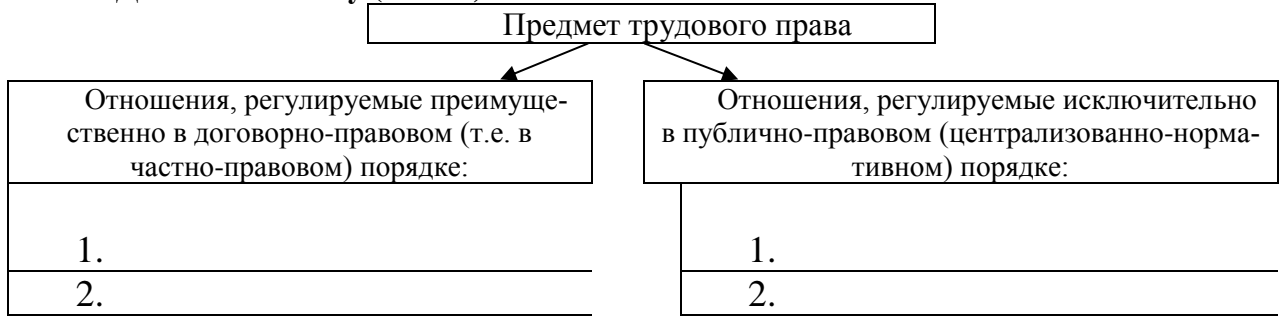 Предмет трудового права
Отношения, регулируемые преимуще-
ственно в договорно-правовом (т.е. в
частно-правовом) порядке:
1.
2.
Отношения, регулируемые исключительно
в публично-правовом (централизованно-норма-
тивном) порядке:
1.
2.